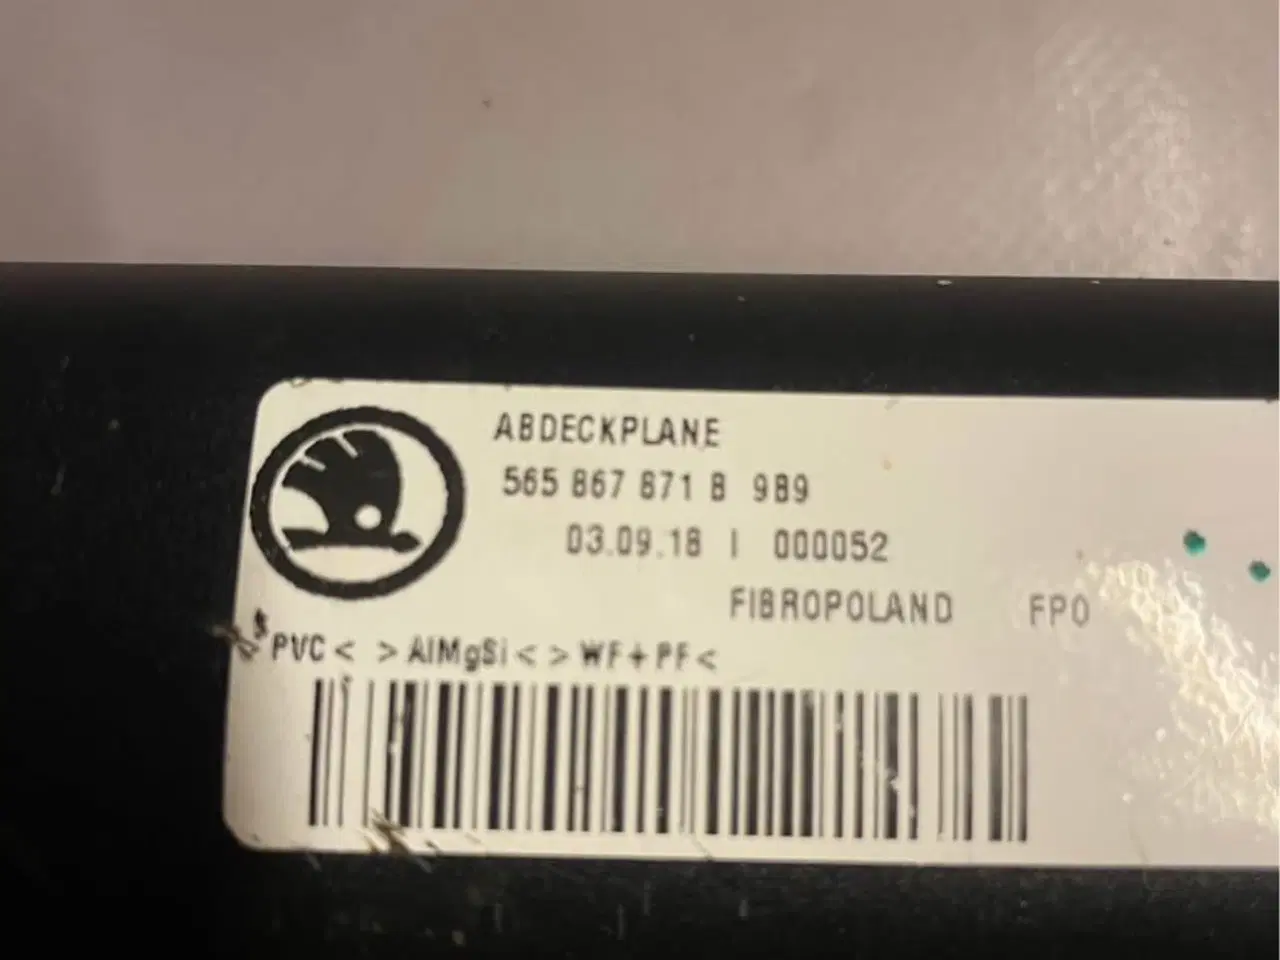 ABDECKPLANE
565 867 871 B 9B9
03.09.18 | 000052
FIBROPOLAND FPO
>PVC< >AlMgSi<>WF+PF<